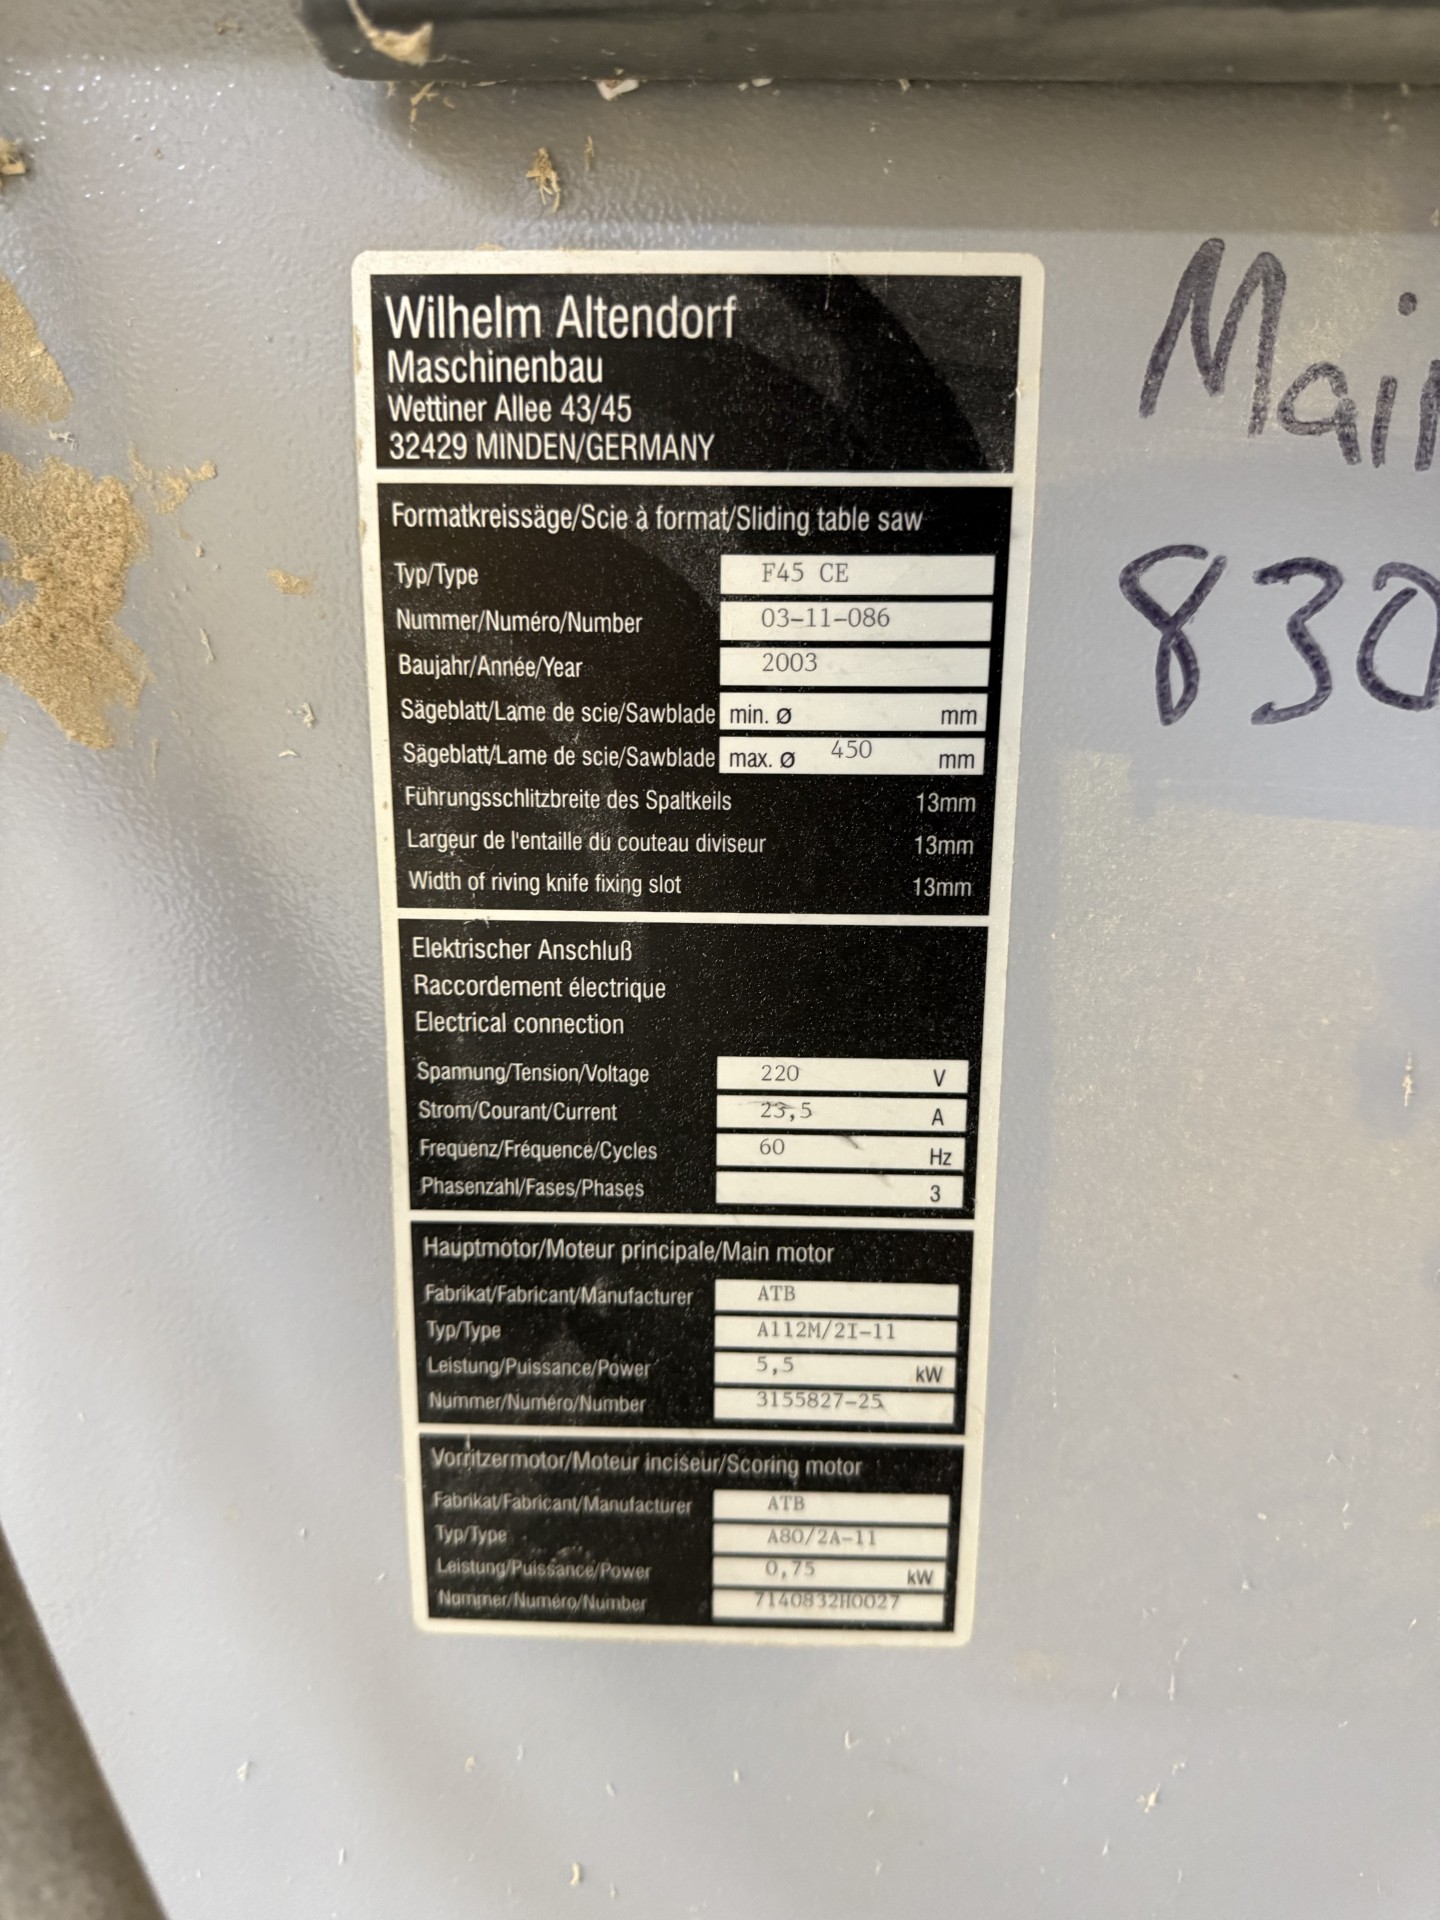 Wilhelm Altendorf
Maschinenbau
Wettiner Allee 43/45
32429 MINDEN/GERMANY
Formatkreissäge/Scie à format/Sliding table saw
Typ/Type F45 CE
Nummer/Numéro/Number 03-11-086
Baujahr/Année/Year 2003
Sägeblatt/Lame de scie/Sawblade min. ø mm
Sägeblatt/Lame de scie/Sawblade max. ø 450 mm
Führungsschlitzbreite des Spaltkeils 13mm
Largeur de l'entaille du couteau diviseur 13mm
Width of riving knife fixing slot 13mm
Elektrischer Anschluß
Raccordement électrique
Electrical connection
Spannung/Tension/Voltage 220 V
Strom/Courant/Current 23,5 A
Frequenz/Fréquence/Cycles 60 Hz
Phasenzahl/Fases/Phases 3
Hauptmotor/Moteur principale/Main motor
Fabrikat/Fabricant/Manufacturer ATB
Typ/Type A112M/2I-11
Leistung/Puissance/Power 5,5 kW
Nummer/Numéro/Number 3155827-25
Vorritzermotor/Moteur inciseur/Scoring motor
Fabrikat/Fabricant/Manufacturer ATB
Typ/Type A80/2A-11
Leistung/Puissance/Power 0,75 kW
Nummer/Numéro/Number 7140832H0027
830